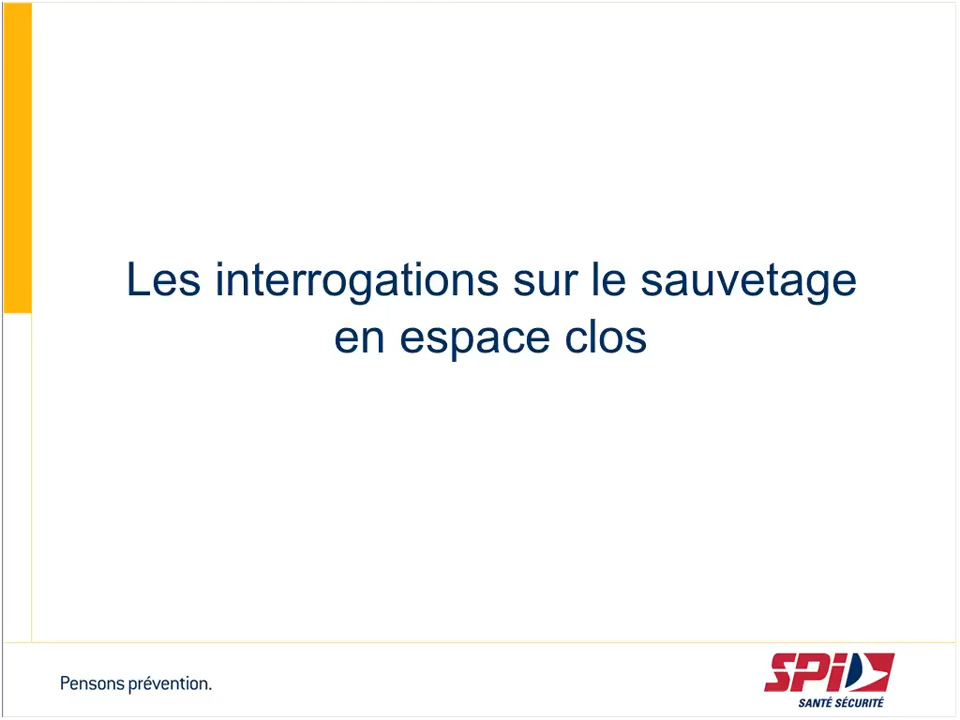 Les interrogations sur le sauvetage
en espace clos
Pensons prévention.
SPI
SANTÉ SÉCURITÉ